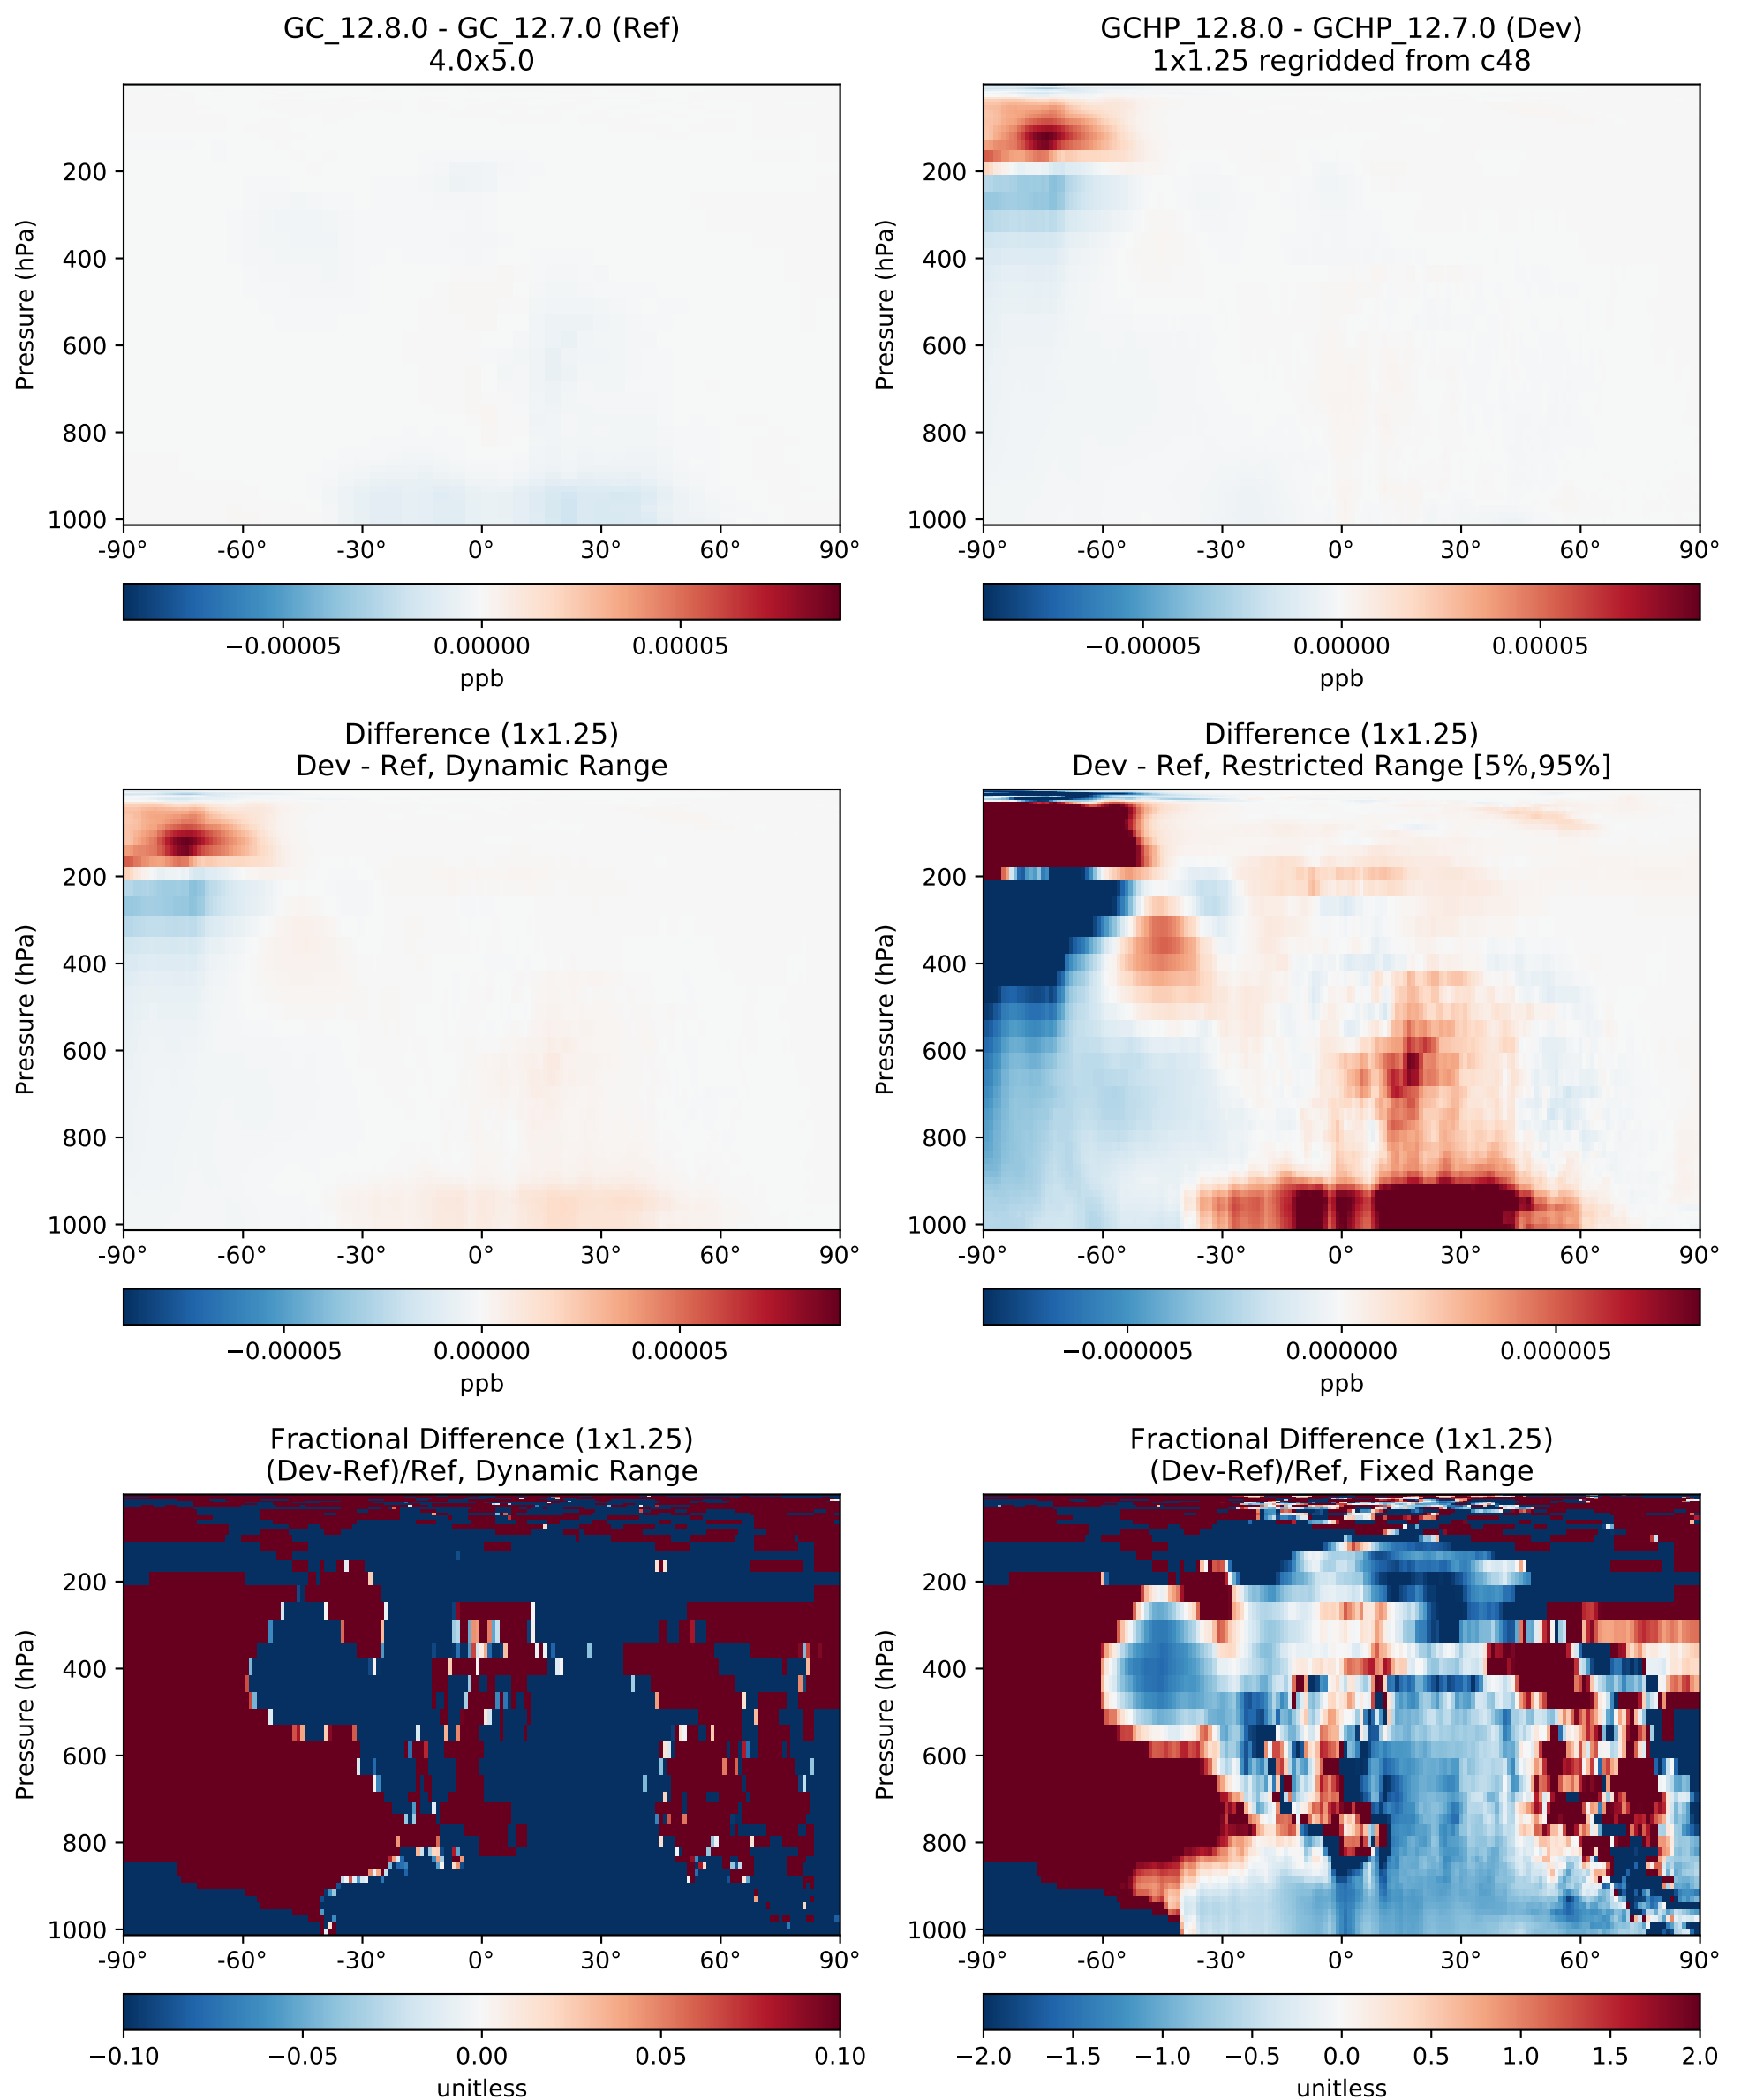 GC_12.8.0 - GC_12.7.0 (Ref)
4.0x5.0
Pressure (hPa)
200
400
600
800
1000
-90° -60° -30° 0° 30° 60° 90°
−0.00005 0.00000 0.00005
ppb
GCHP_12.8.0 - GCHP_12.7.0 (Dev)
1x1.25 regridded from c48
Pressure (hPa)
200
400
600
800
1000
-90° -60° -30° 0° 30° 60° 90°
−0.00005 0.00000 0.00005
ppb
Difference (1x1.25)
Dev - Ref, Dynamic Range
Pressure (hPa)
200
400
600
800
1000
-90° -60° -30° 0° 30° 60° 90°
−0.00005 0.00000 0.00005
ppb
Difference (1x1.25)
Dev - Ref, Restricted Range [5%,95%]
Pressure (hPa)
200
400
600
800
1000
-90° -60° -30° 0° 30° 60° 90°
−0.000005 0.000000 0.000005
ppb
Fractional Difference (1x1.25)
(Dev-Ref)/Ref, Dynamic Range
Pressure (hPa)
200
400
600
800
1000
-90° -60° -30° 0° 30° 60° 90°
−0.10 −0.05 0.00 0.05 0.10
unitless
Fractional Difference (1x1.25)
(Dev-Ref)/Ref, Fixed Range
Pressure (hPa)
200
400
600
800
1000
-90° -60° -30° 0° 30° 60° 90°
−2.0 −1.5 −1.0 −0.5 0.0 0.5 1.0 1.5 2.0
unitless